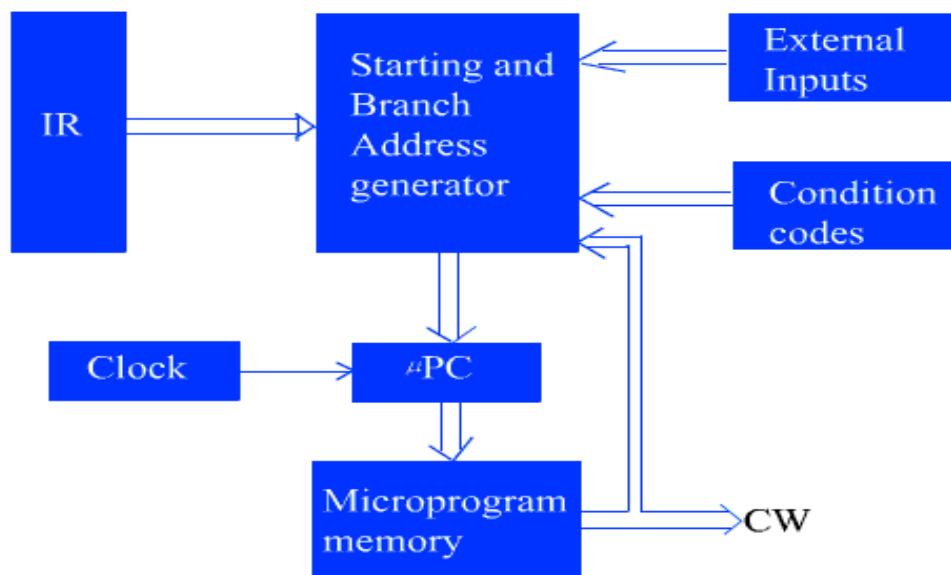 IR
Starting and
Branch
Address
generator
External
Inputs
Condition
codes
Clock
μPC
Microprogram
memory
CW